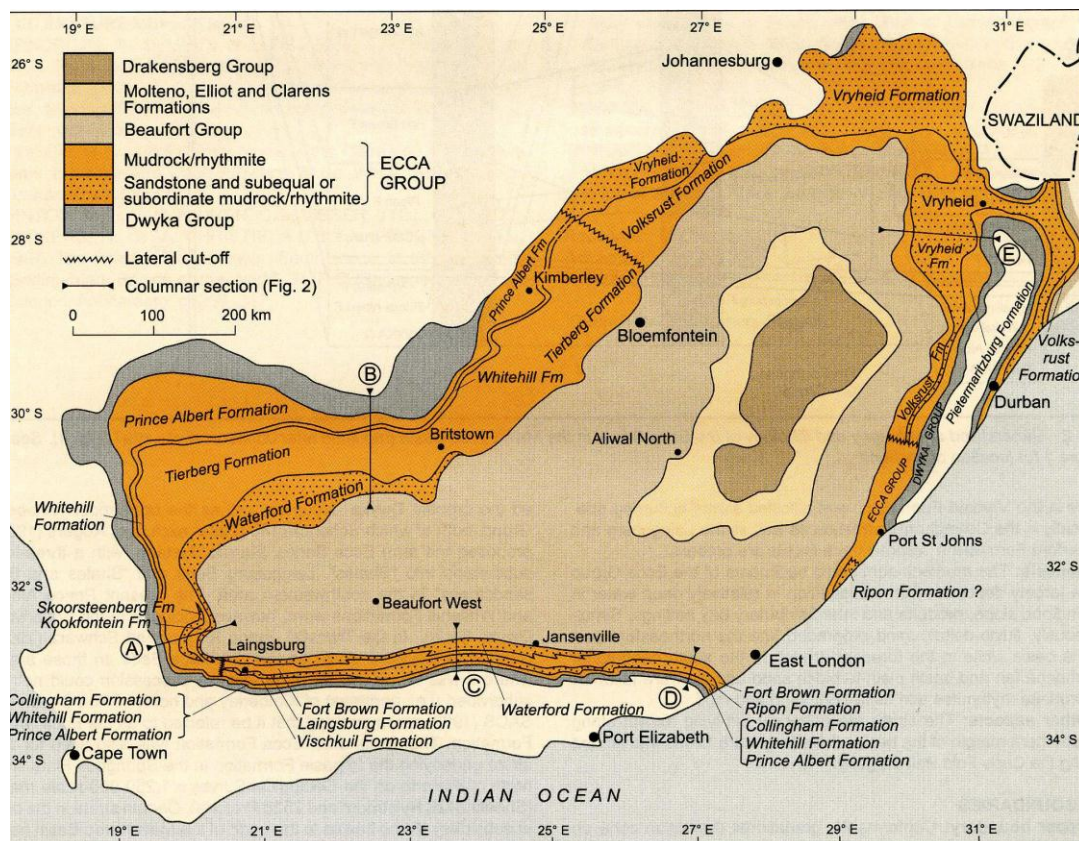 19° E
21° E
23° E
25° E
27° E
29° E
31° E
26° S
28° S
30° S
32° S
34° S
32° S
34° S
19° E
21° E
23° E
25° E
27° E
29° E
31° E
Drakensberg Group
Molteno, Elliot and Clarens
Formations
Beaufort Group
Mudrock/rhythmite
Sandstone and subequal or
subordinate mudrock/rhythmite
ECCA
GROUP
Dwyka Group
Lateral cut-off
Columnar section (Fig. 2)
0 100 200 km
Johannesburg
Vryheid Formation
SWAZILAND
Vryheid
Formation
Volksrust Formation
Vryheid
Vryheid
Fm
E
Prince Albert Fm
Kimberley
Tierberg Formation
Bloemfontein
Whitehill Fm
Pietermaritzburg Formation
Volks-
rust
Formation
Durban
Volksrust Fm
DWYKA GROUP
ECCA GROUP
B
Prince Albert Formation
Britstown
Aliwal North
Tierberg Formation
Waterford Formation
Whitehill
Formation
Port St Johns
Ripon Formation ?
Skoorsteenberg Fm
Kookfontein Fm
Beaufort West
A
Laingsburg
Jansenville
C
D
East London
Collingham Formation
Whitehill Formation
Prince Albert Formation
Fort Brown Formation
Laingsburg Formation
Vischkuil Formation
Waterford Formation
Fort Brown Formation
Ripon Formation
Collingham Formation
Whitehill Formation
Prince Albert Formation
Cape Town
Port Elizabeth
INDIAN OCEAN